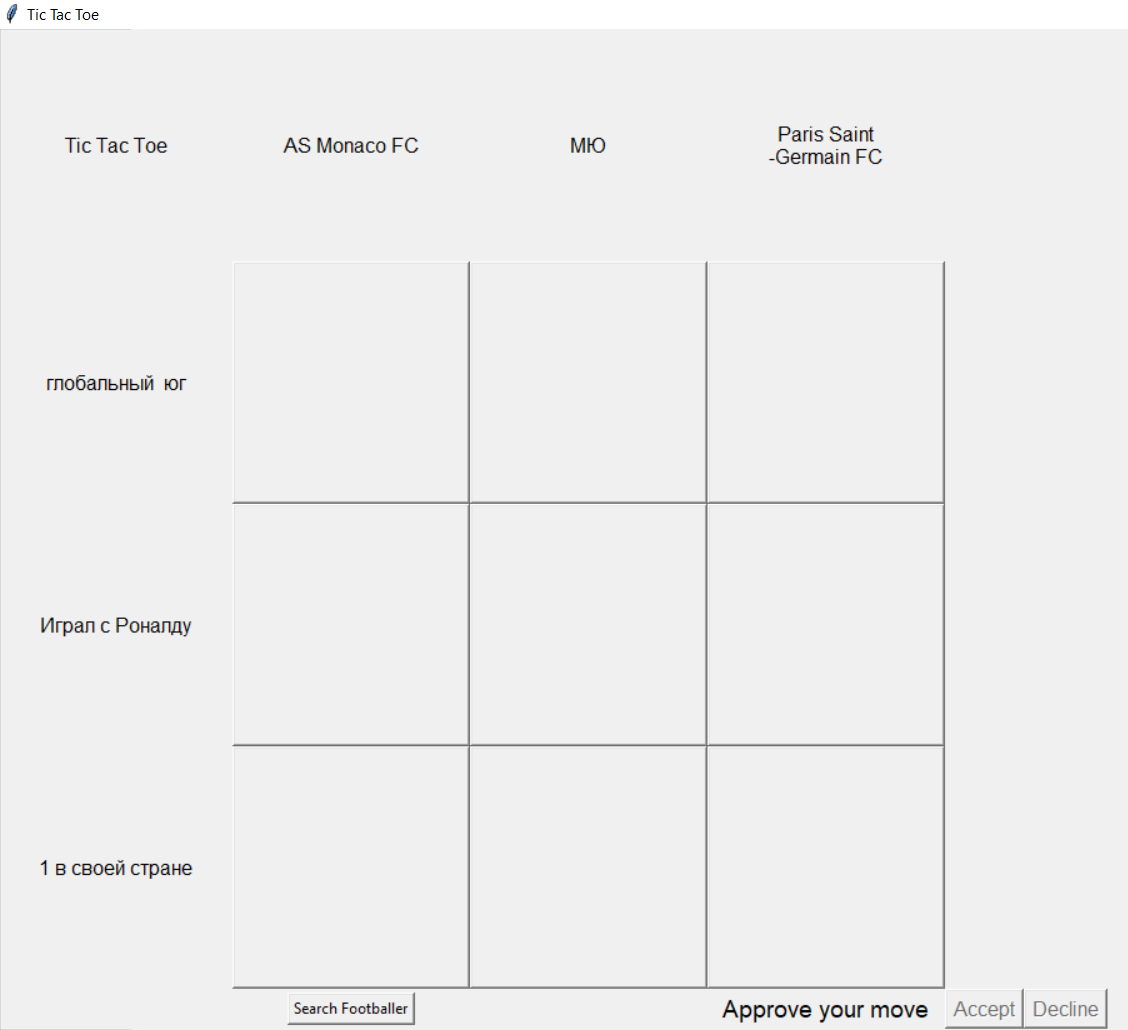 Tic Tac Toe
Tic Tac Toe
AS Monaco FC
МЮ
Paris Saint
-Germain FC
глобальный  юг
Играл с Роналду
1 в своей стране
Search Footballer
Approve your move
Accept
Decline